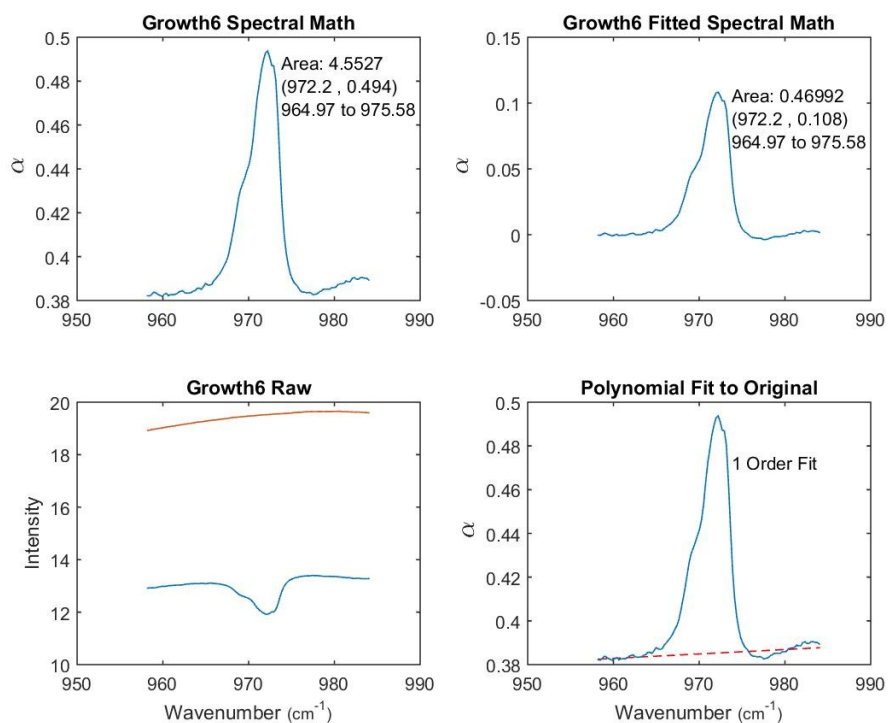 Growth6 Spectral Math
α
0.5
0.48
0.46
0.44
0.42
0.4
0.38
Area: 4.5527
(972.2 , 0.494)
964.97 to 975.58
950 960 970 980 990
Growth6 Fitted Spectral Math
α
0.15
0.1
0.05
0
-0.05
Area: 0.46992
(972.2 , 0.108)
964.97 to 975.58
950 960 970 980 990
Growth6 Raw
Intensity
20
18
16
14
12
10
950 960 970 980 990
Wavenumber (cm⁻¹)
Polynomial Fit to Original
α
0.5
0.48
0.46
0.44
0.42
0.4
0.38
1 Order Fit
950 960 970 980 990
Wavenumber (cm⁻¹)